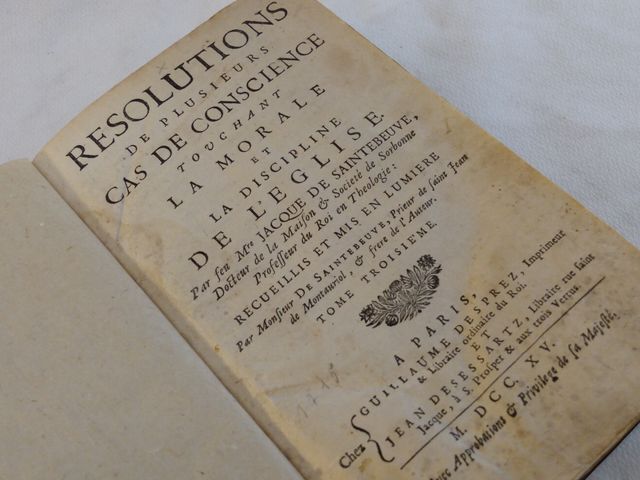 RESOLUTIONS
DE PLUSIEURS
CAS DE CONSCIENCE
TOUCHANT
LA MORALE
ET
LA DISCIPLINE
DE L'EGLISE.
Par feu Mre JACQUE DE SAINTEBEUVE,
Docteur de la Maiſon & Societé de Sorbonne
Profeſſeur du Roi en Theologie:
RECUEILLIS ET MIS EN LUMIERE
Par Monſieur DE SAINTEBEUVE, Prieur de ſaint Jean
de Montauriol, & frere de l'Auteur.
TOME TROISIEME.
A PARIS,
Chez
GUILLAUME DESPREZ, Imprimeur
& Libraire ordinaire du Roi.
ET
JEAN DESESSARTZ, Libraire rue ſaint
Jacque, à S. Proſper & aux trois Vertus.
M. DCC. XV.
Approbations & Privilege de ſa Majeſté.